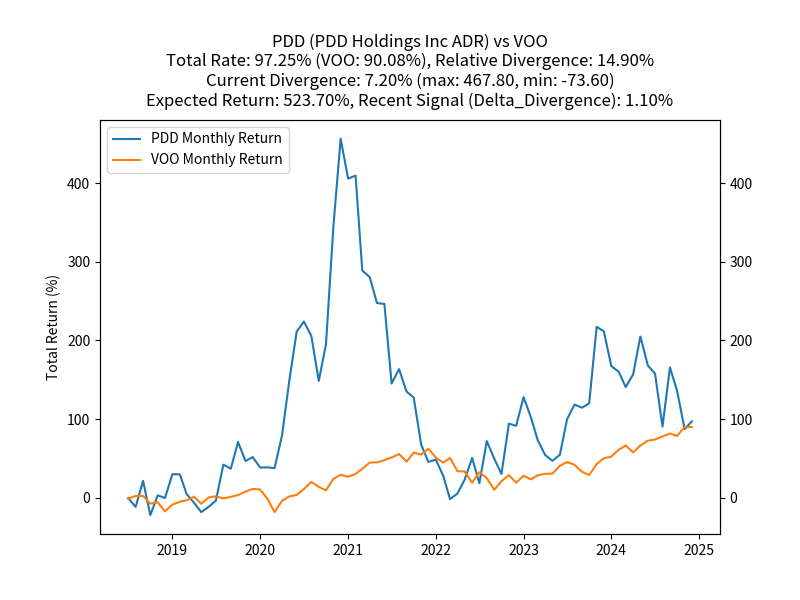 PDD (PDD Holdings Inc ADR) vs VOO
Total Rate: 97.25% (VOO: 90.08%), Relative Divergence: 14.90%
Current Divergence: 7.20% (max: 467.80, min: -73.60)
Expected Return: 523.70%, Recent Signal (Delta_Divergence): 1.10%
PDD Monthly Return
VOO Monthly Return
Total Return (%)
400
300
200
100
0
400
300
200
100
0
2019 2020 2021 2022 2023 2024 2025